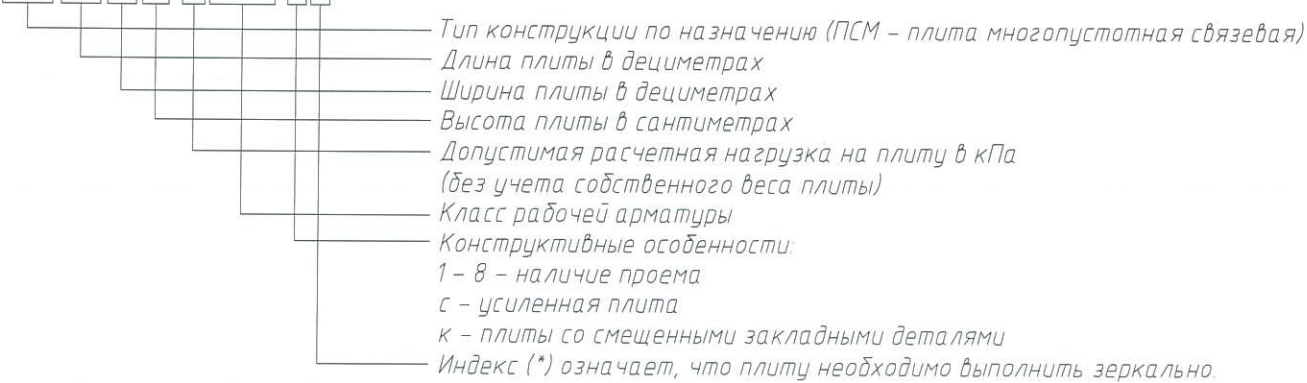 Тип конструкции по назначению (ПСМ – плита многопустотная связевая)
Длина плиты в дециметрах
Ширина плиты в дециметрах
Высота плиты в сантиметрах
Допустимая расчетная нагрузка на плиту в кПа
(без учета собственного веса плиты)
Класс рабочей арматуры
Конструктивные особенности:
1 – 8 – наличие проема
с – усиленная плита
к – плиты со смещенными закладными деталями
Индекс (*) означает, что плиту необходимо выполнить зеркально.